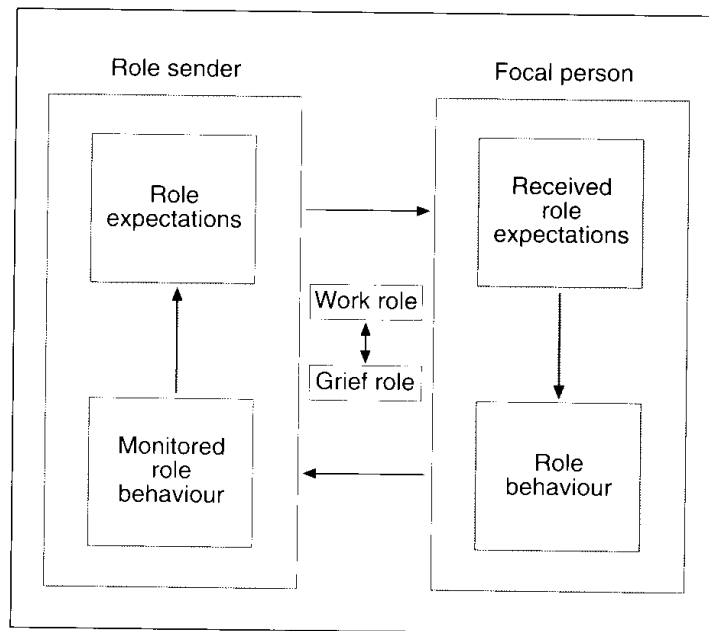 Role sender
Focal person
Role
expectations
Received
role
expectations
Work role
Grief role
Monitored
role
behaviour
Role
behaviour